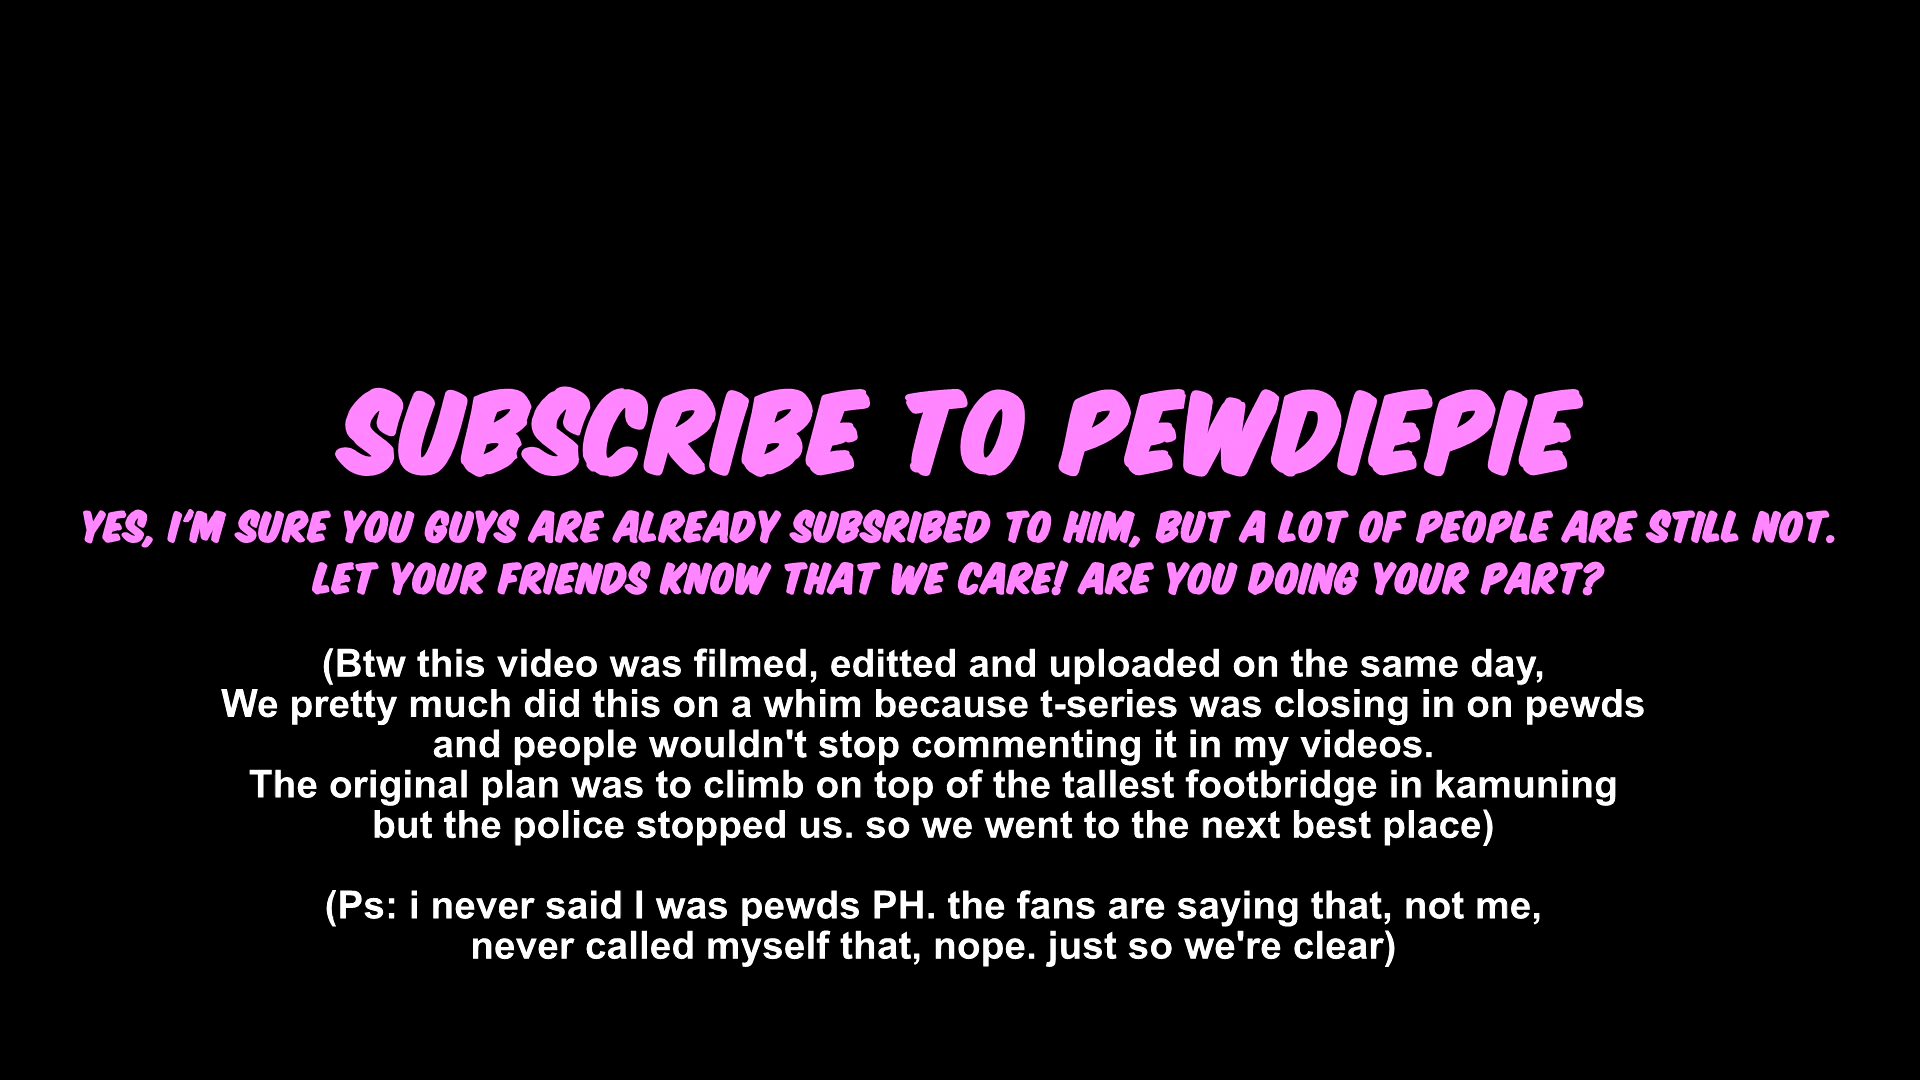 SUBSCRIBE TO PEWDIEPIE
YES, I'M SURE YOU GUYS ARE ALREADY SUBSRIBED TO HIM, BUT A LOT OF PEOPLE ARE STILL NOT.
LET YOUR FRIENDS KNOW THAT WE CARE! ARE YOU DOING YOUR PART?
(Btw this video was filmed, editted and uploaded on the same day,
We pretty much did this on a whim because t-series was closing in on pewds
and people wouldn't stop commenting it in my videos.
The original plan was to climb on top of the tallest footbridge in kamuning
but the police stopped us. so we went to the next best place)
(Ps: i never said I was pewds PH. the fans are saying that, not me,
never called myself that, nope. just so we're clear)